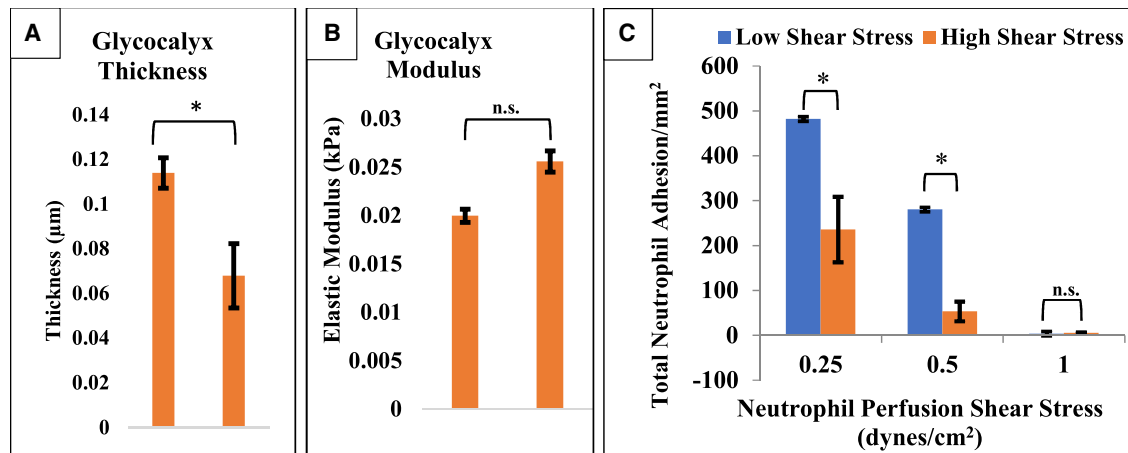 A
Glycocalyx
Thickness
*
0.14
0.12
0.1
0.08
0.06
0.04
0.02
0
Thickness (µm)
B
Glycocalyx
Modulus
n.s.
0.03
0.025
0.02
0.015
0.01
0.005
0
Elastic Modulus (kPa)
C
Low Shear Stress High Shear Stress
600
500
400
300
200
100
0
-100
Total Neutrophil Adhesion/mm²
*
*
n.s.
0.25 0.5 1
Neutrophil Perfusion Shear Stress
(dynes/cm²)